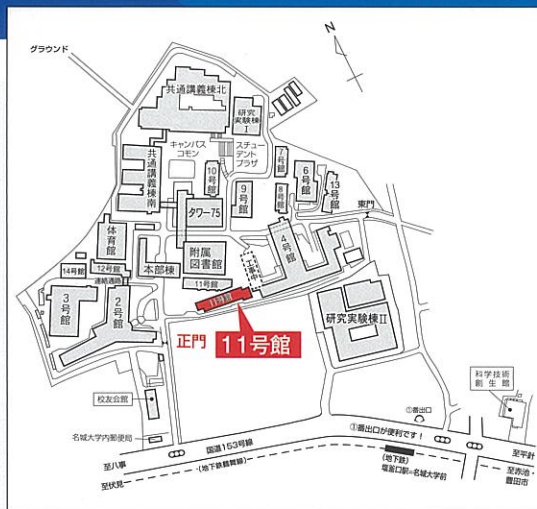 グラウンド
N
共通講義棟北
研究実験棟Ⅰ
キャンパスコモン
スチューデントプラザ
共通講義棟南
10号館
9号館
7号館
8号館
6号館
13号館
東門
タワー75
体育館
14号館
12号館
連絡通路
本部棟
附属図書館
工事中
4号館
11号館
11号館
3号館
2号館
正門
11号館
研究実験棟Ⅱ
校友会館
科学技術創生館
①番出口
①番出口が便利です!
名城大学内郵便局
国道153号線
至八事
(地下鉄鶴舞線)
至伏見
(地下鉄)
塩釜口駅=名城大学前
至平針
至赤池・豊田市